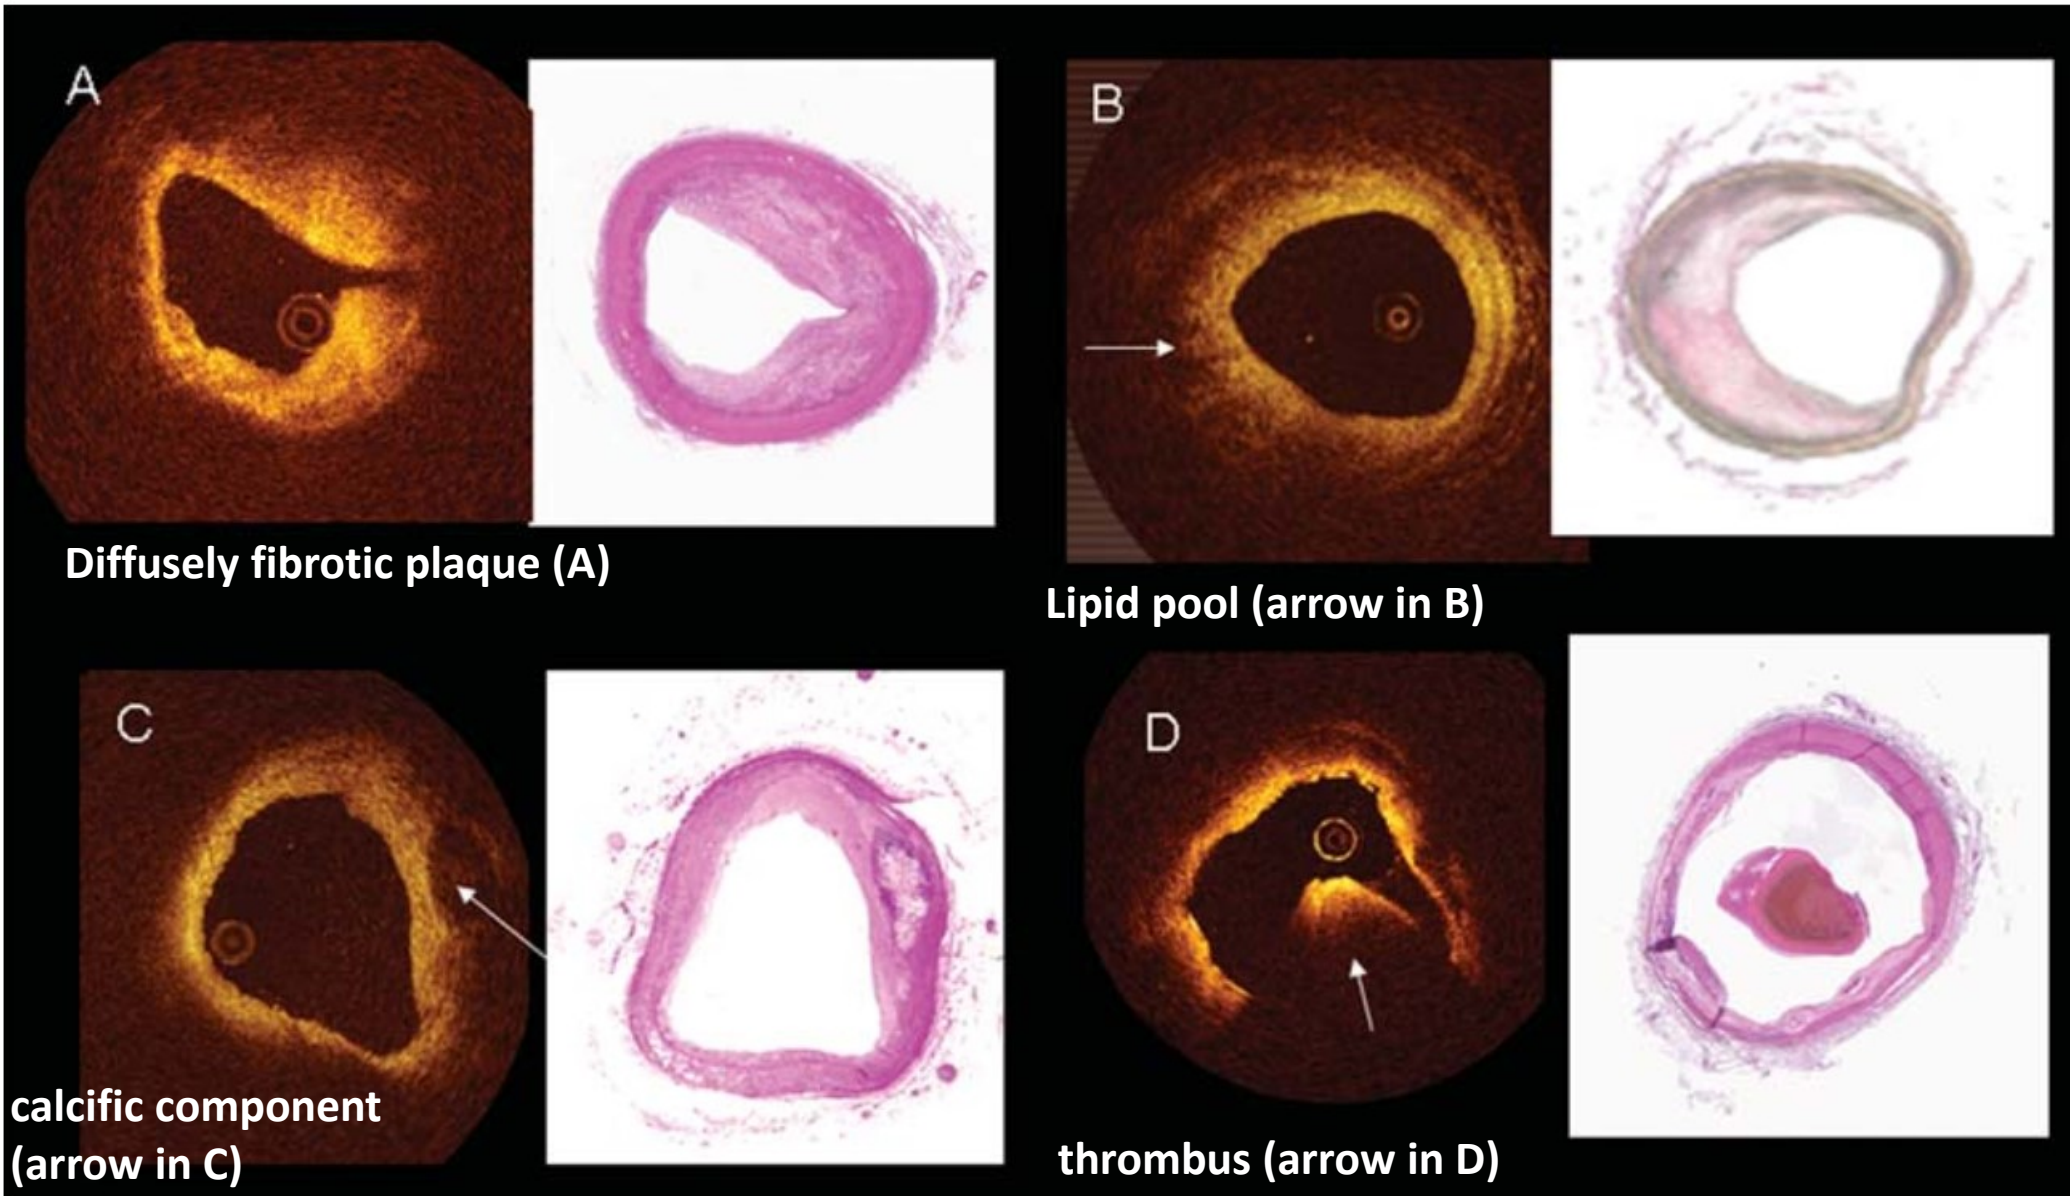 A
Diffusely fibrotic plaque (A)
B
Lipid pool (arrow in B)
C
calcific component
(arrow in C)
D
thrombus (arrow in D)